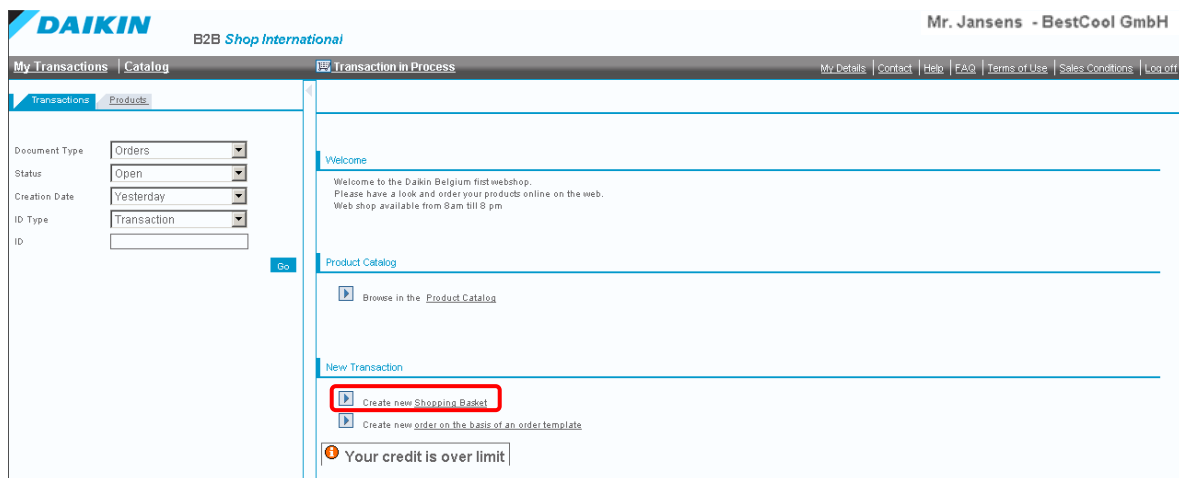 DAIKIN
B2B Shop International
Mr. Jansens - BestCool GmbH
My Transactions | Catalog
Transaction in Process
My Details | Contact | Help | FAQ | Terms of Use | Sales Conditions | Log off
Transactions
Products
Document Type Orders
Status Open
Creation Date Yesterday
ID Type Transaction
ID
Go
Welcome
Welcome to the Daikin Belgium first webshop.
Please have a look and order your products online on the web.
Web shop available from 8am till 8 pm
Product Catalog
Browse in the Product Catalog
New Transaction
Create new Shopping Basket
Create new order on the basis of an order template
Your credit is over limit